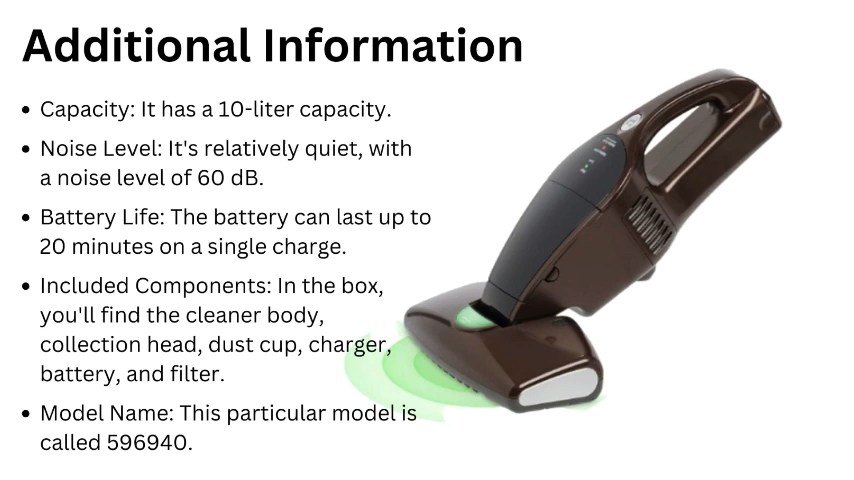 Additional Information
• Capacity: It has a 10-liter capacity.
• Noise Level: It's relatively quiet, with
a noise level of 60 dB.
• Battery Life: The battery can last up to
20 minutes on a single charge.
• Included Components: In the box,
you'll find the cleaner body,
collection head, dust cup, charger,
battery, and filter.
• Model Name: This particular model is
called 596940.